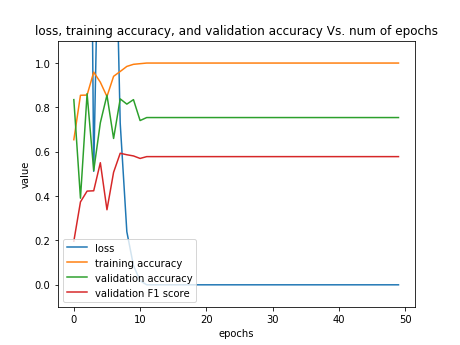 loss, training accuracy, and validation accuracy Vs. num of epochs
1.0
0.8
0.6
0.4
0.2
0.0
value
loss
training accuracy
validation accuracy
validation F1 score
0 10 20 30 40 50
epochs